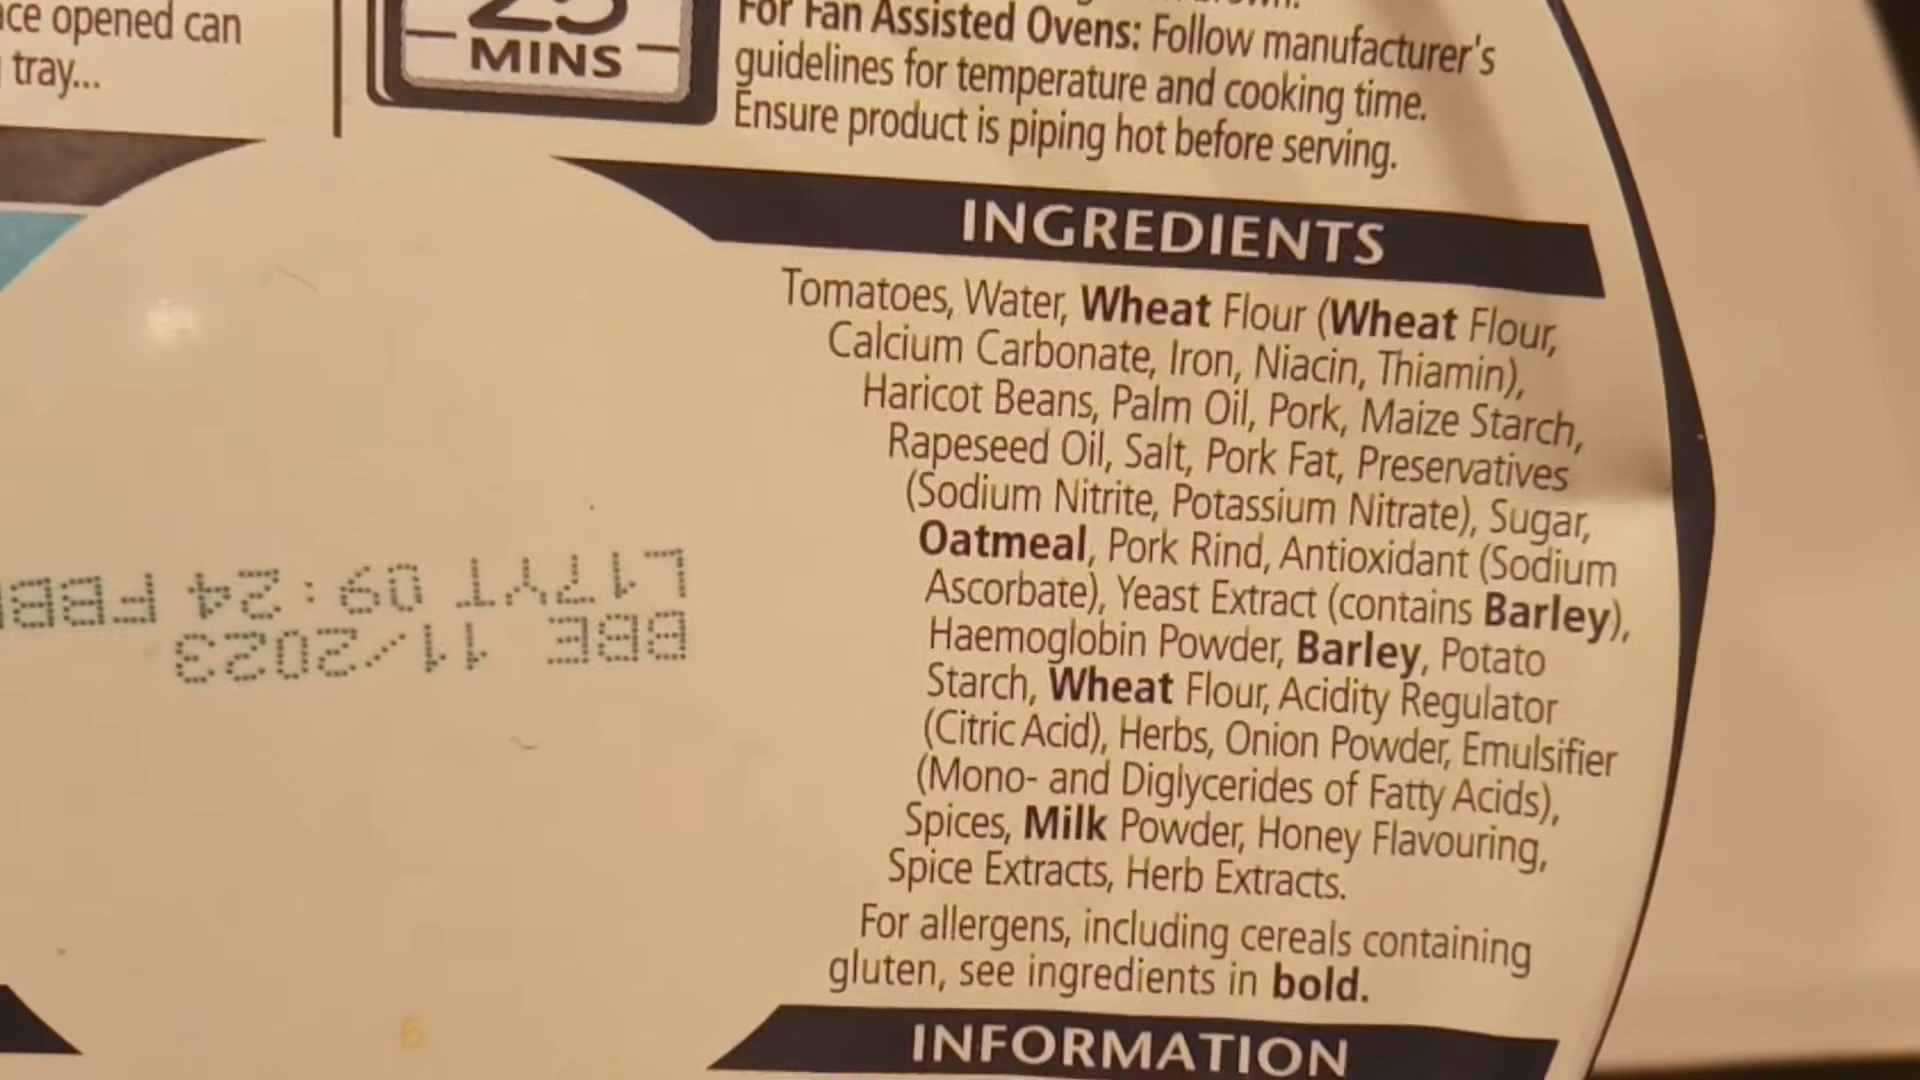 ce opened can
tray...
25
MINS
For Fan Assisted Ovens: Follow manufacturer's
guidelines for temperature and cooking time.
Ensure product is piping hot before serving.
INGREDIENTS
Tomatoes, Water, Wheat Flour (Wheat Flour,
Calcium Carbonate, Iron, Niacin, Thiamin),
Haricot Beans, Palm Oil, Pork, Maize Starch,
Rapeseed Oil, Salt, Pork Fat, Preservatives
(Sodium Nitrite, Potassium Nitrate), Sugar,
Oatmeal, Pork Rind, Antioxidant (Sodium
Ascorbate), Yeast Extract (contains Barley),
Haemoglobin Powder, Barley, Potato
Starch, Wheat Flour, Acidity Regulator
(Citric Acid), Herbs, Onion Powder, Emulsifier
(Mono- and Diglycerides of Fatty Acids),
Spices, Milk Powder, Honey Flavouring,
Spice Extracts, Herb Extracts.
For allergens, including cereals containing
gluten, see ingredients in bold.
INFORMATION
BBE 11/2023
L17YT 09:24 FBB